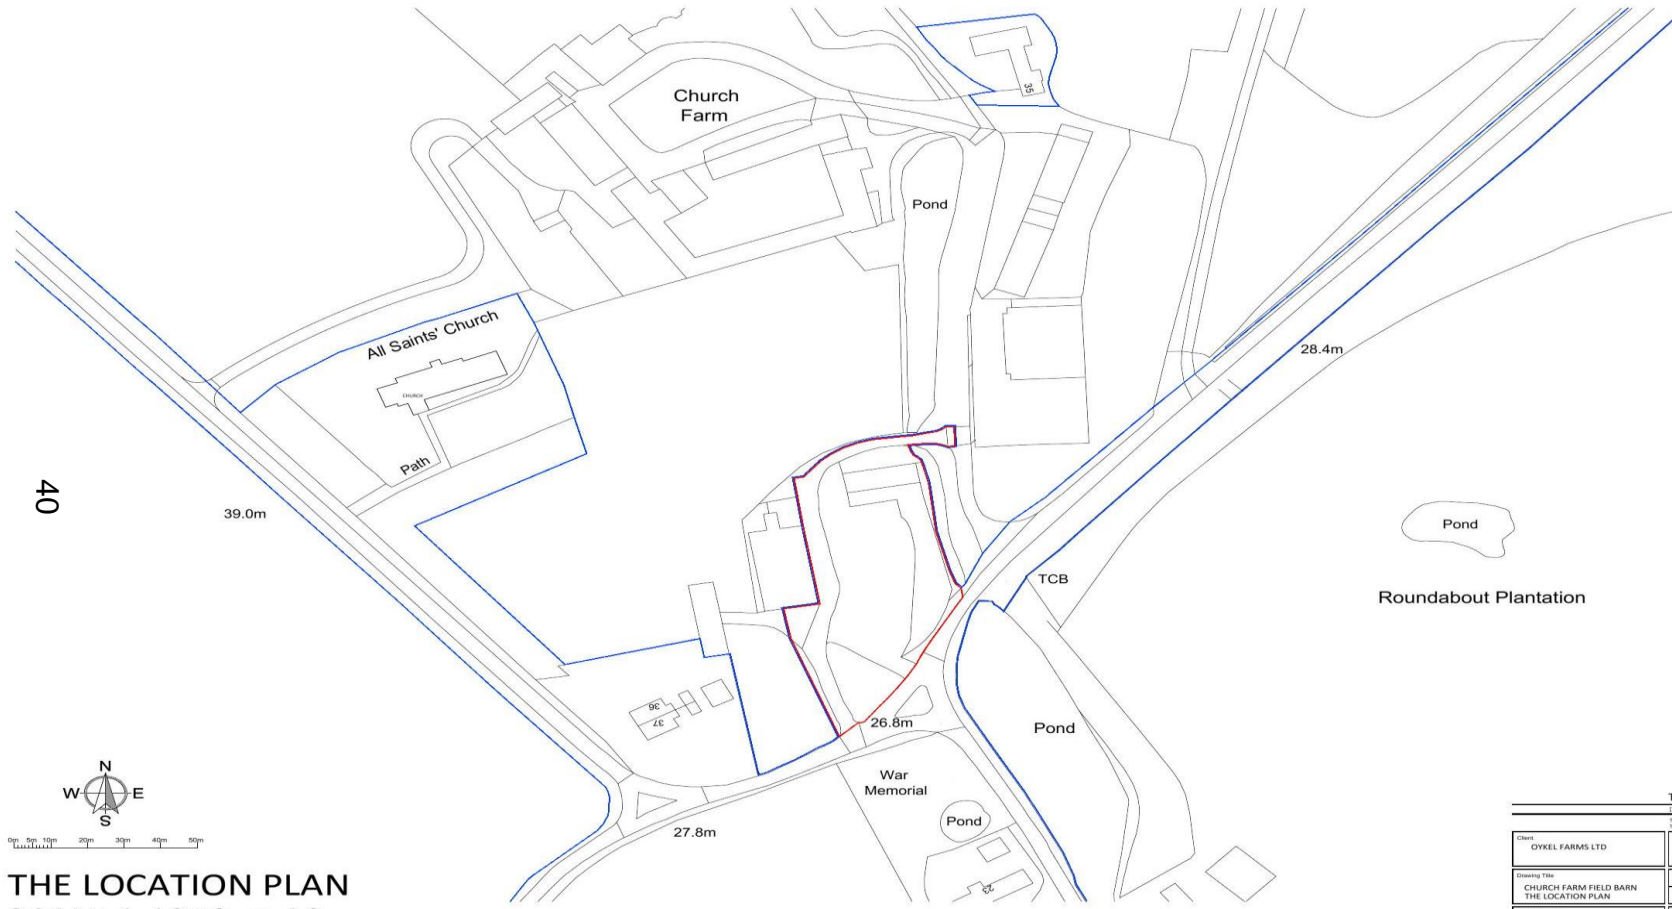 Church
Farm
35
Pond
All Saints' Church
CHURCH
Path
28.4m
40
39.0m
Pond
TCB
Roundabout Plantation
36
37
26.8m
Pond
War
Memorial
Pond
27.8m
23
N
W E
S
0m 5m 10m 20m 30m 40m 50m
THE LOCATION PLAN
Client
OYKEL FARMS LTD
Drawing Title
CHURCH FARM FIELD BARN
THE LOCATION PLAN